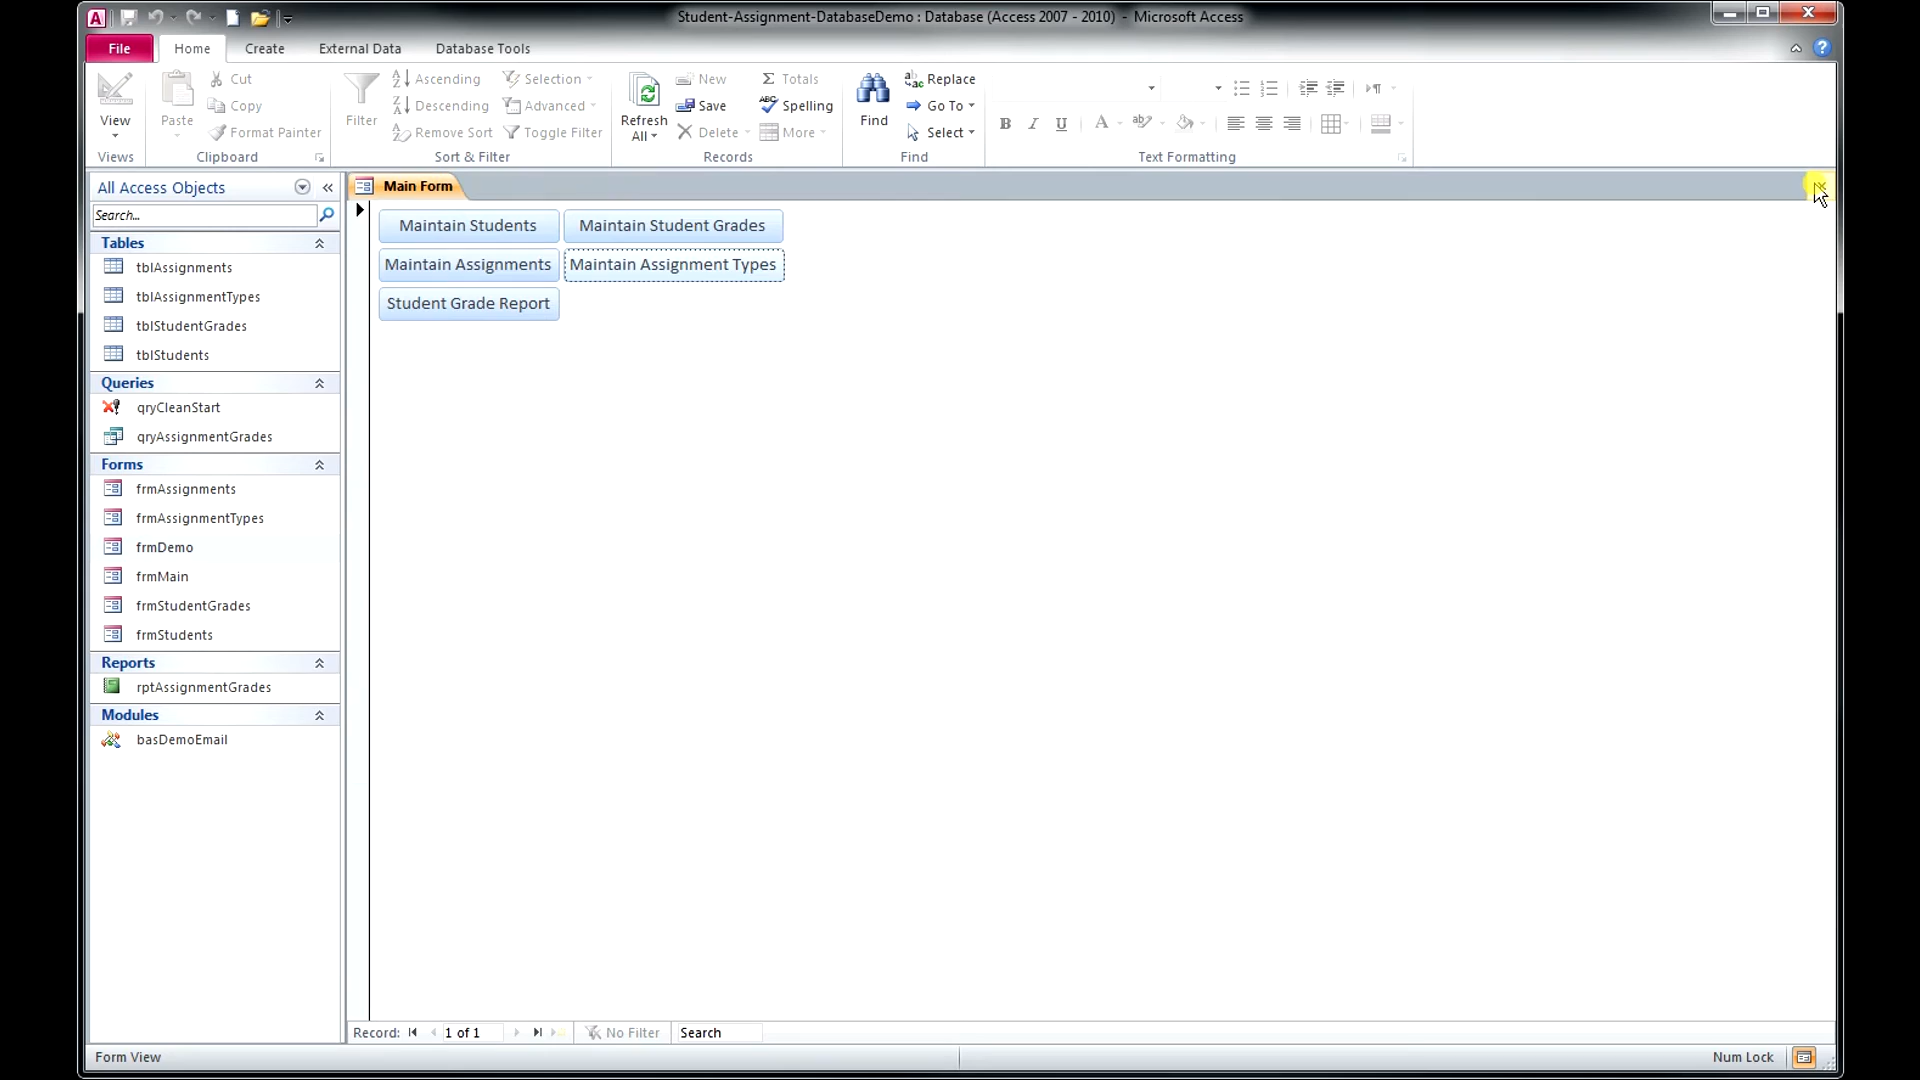 Student-Assignment-DatabaseDemo : Database (Access 2007 - 2010) - Microsoft Access
File Home Create External Data Database Tools
View
Views
Paste
Cut
Copy
Format Painter
Clipboard
Filter
Ascending
Descending
Remove Sort
Selection
Advanced
Toggle Filter
Sort & Filter
Refresh
All
New
Save
Delete
Totals
Spelling
More
Records
Find
Replace
Go To
Select
Find
B I U A
Text Formatting
All Access Objects
Search...
Tables
tblAssignments
tblAssignmentTypes
tblStudentGrades
tblStudents
Queries
qryCleanStart
qryAssignmentGrades
Forms
frmAssignments
frmAssignmentTypes
frmDemo
frmMain
frmStudentGrades
frmStudents
Reports
rptAssignmentGrades
Modules
basDemoEmail
Main Form
Maintain Students Maintain Student Grades
Maintain Assignments Maintain Assignment Types
Student Grade Report
Record: 1 of 1 No Filter Search
Form View Num Lock